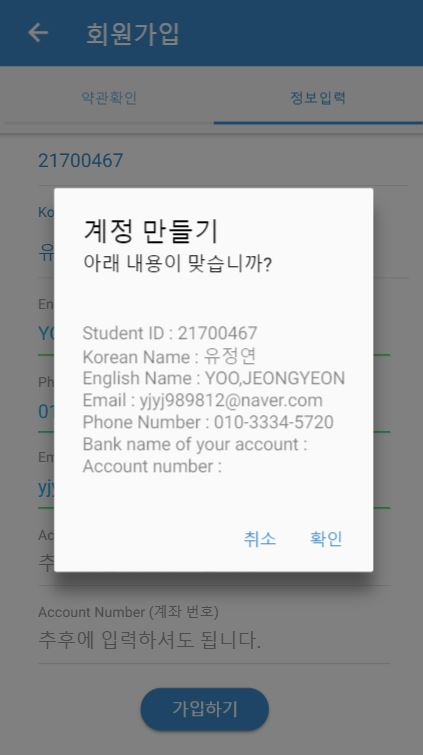 회원가입
약관확인
정보입력
21700467
Ko
유
계정 만들기
아래 내용이 맞습니까?
En
YO
Student ID : 21700467
Korean Name : 유정연
English Name : YOO,JEONGYEON
Email : yjyj989812@naver.com
Phone Number : 010-3334-5720
Bank name of your account :
Account number :
Ph
01
Em
yjy
취소
확인
Ac
추
Account Number (계좌 번호)
추후에 입력하셔도 됩니다.
가입하기